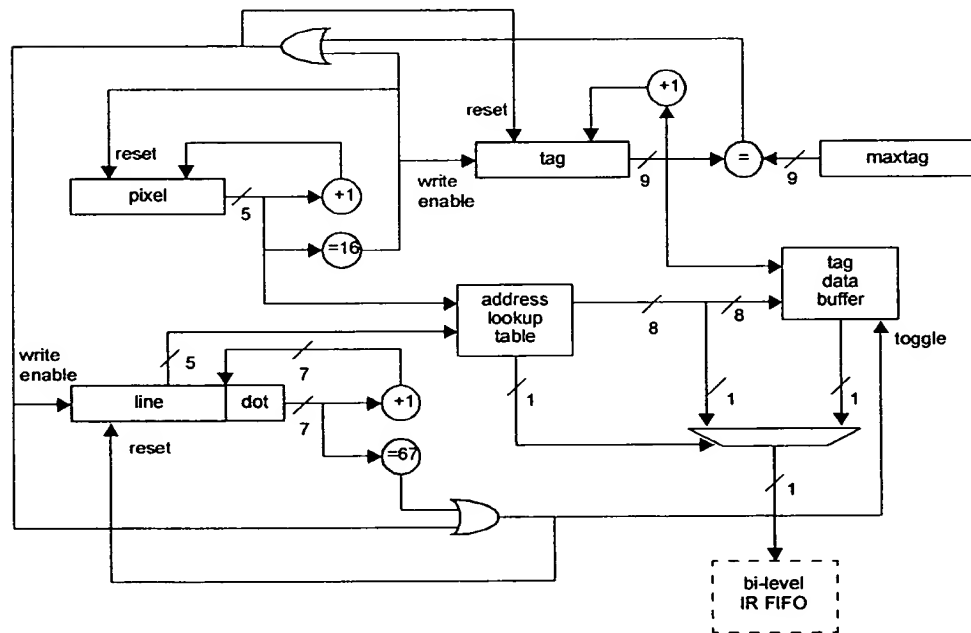 +1
reset
reset
tag
=
maxtag
9
9
write
enable
pixel
5
+1
=16
tag
data
buffer
address
lookup
table
8
8
toggle
5
7
write
enable
line
dot
7
+1
1
1
1
reset
=67
1
bi-level
IR FIFO